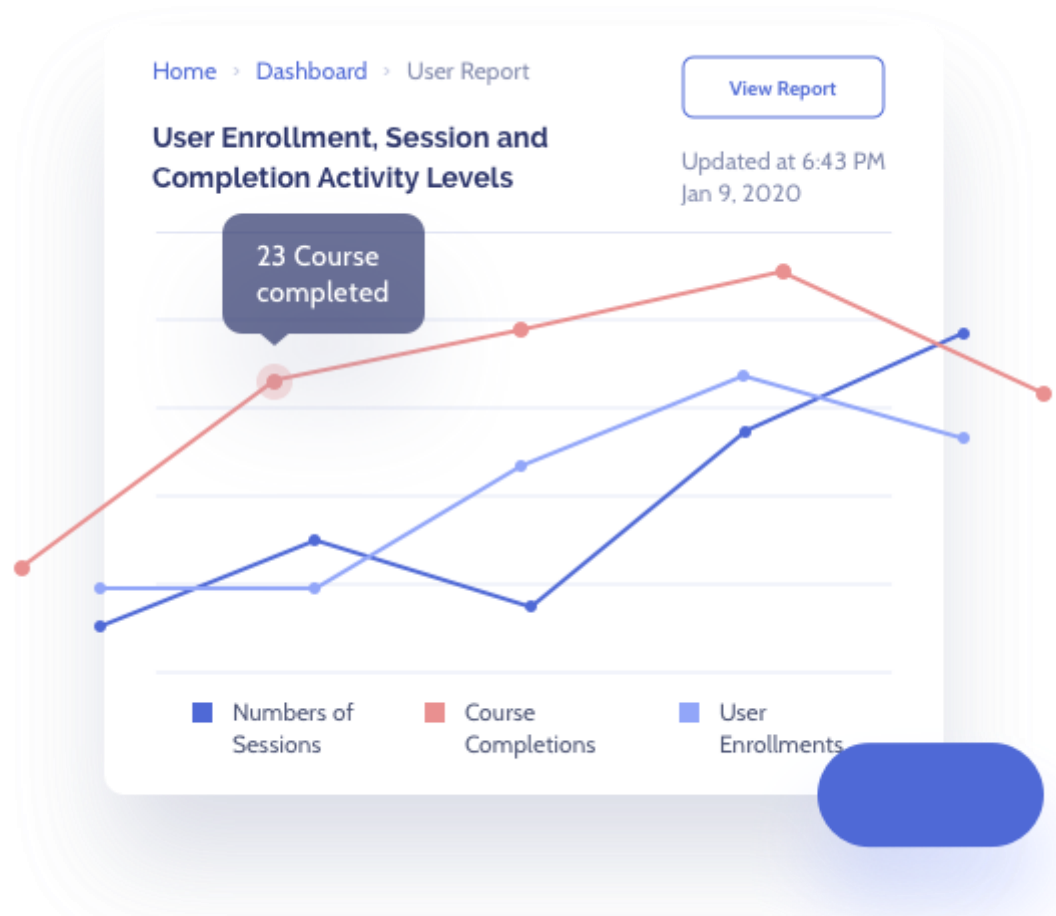 Home › Dashboard › User Report
View Report
User Enrollment, Session and
Completion Activity Levels
Updated at 6:43 PM
Jan 9, 2020
23 Course
completed
Numbers of
Sessions
Course
Completions
User
Enrollments